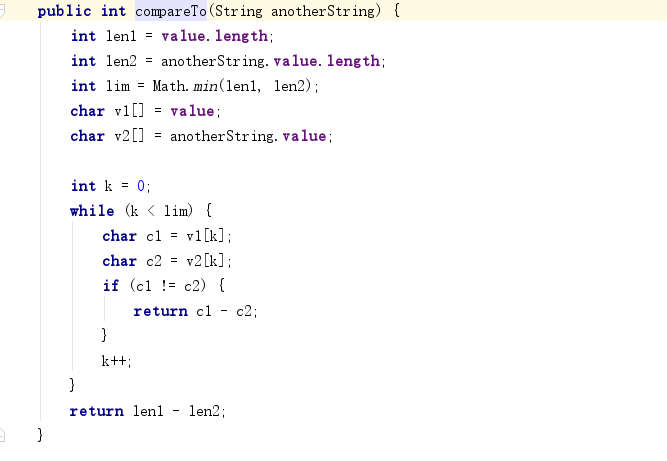 public int compareTo(String anotherString) {
int len1 = value.length;
int len2 = anotherString.value.length;
int lim = Math.min(len1, len2);
char v1[] = value;
char v2[] = anotherString.value;
int k = 0;
while (k < lim) {
char c1 = v1[k];
char c2 = v2[k];
if (c1 != c2) {
return c1 - c2;
}
k++;
}
return len1 - len2;
}